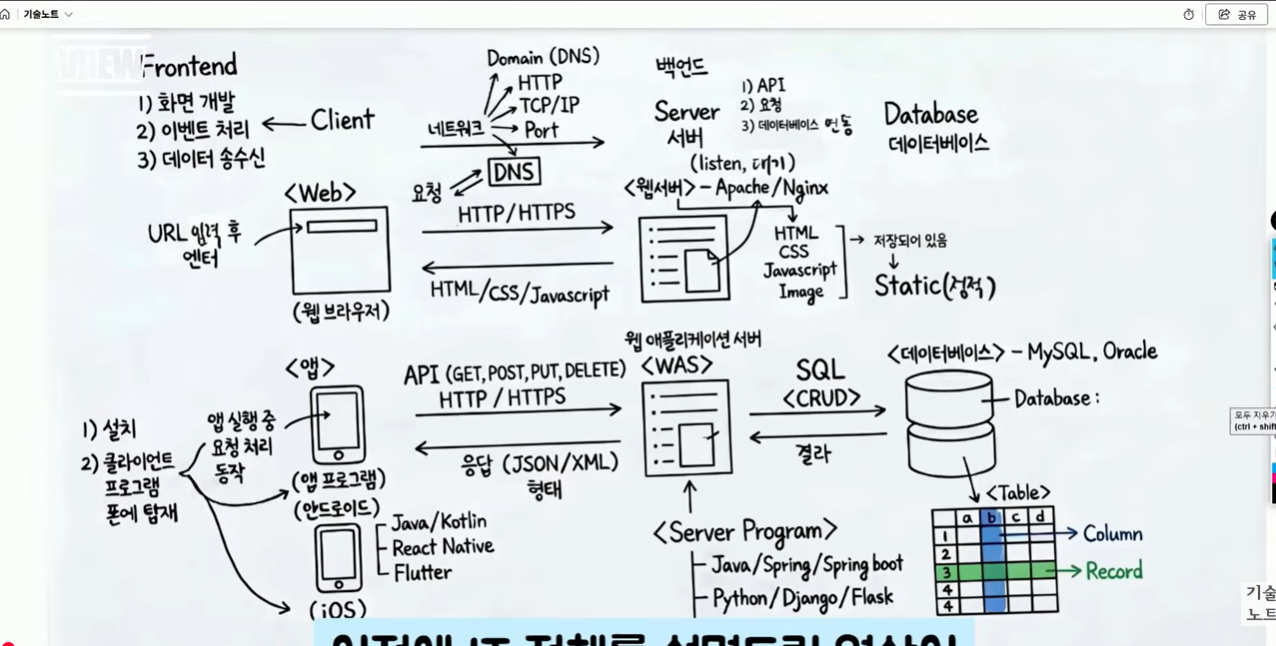 기술노트
공유
Frontend
1) 화면 개발
2) 이벤트 처리
3) 데이터 송수신
Client
네트워크
Domain (DNS)
HTTP
TCP/IP
Port
DNS
요청
백엔드
Server
서버
(listen, 대기)
1) API
2) 요청
3) 데이터베이스 연동
Database
데이터베이스
<Web>
URL 입력 후
엔터
(웹 브라우저)
HTTP/HTTPS
HTML/CSS/Javascript
<웹서버> - Apache/Nginx
HTML
CSS
Javascript
Image
저장되어 있음
Static(정적)
<앱>
1) 설치
2) 클라이언트
프로그램
폰에 탑재
앱 실행 중
요청 처리
동작
(앱 프로그램)
(안드로이드)
Java/Kotlin
React Native
Flutter
(iOS)
API (GET, POST, PUT, DELETE)
HTTP / HTTPS
응답 (JSON/XML)
형태
웹 애플리케이션 서버
<WAS>
<Server Program>
Java/Spring/Spring boot
Python/Django/Flask
SQL
<CRUD>
결과
<데이터베이스> - MySQL, Oracle
Database :
<Table>
a b c d
1
2
3
4
4
Column
Record
모두 지우기
(ctrl + shift
기술
노트